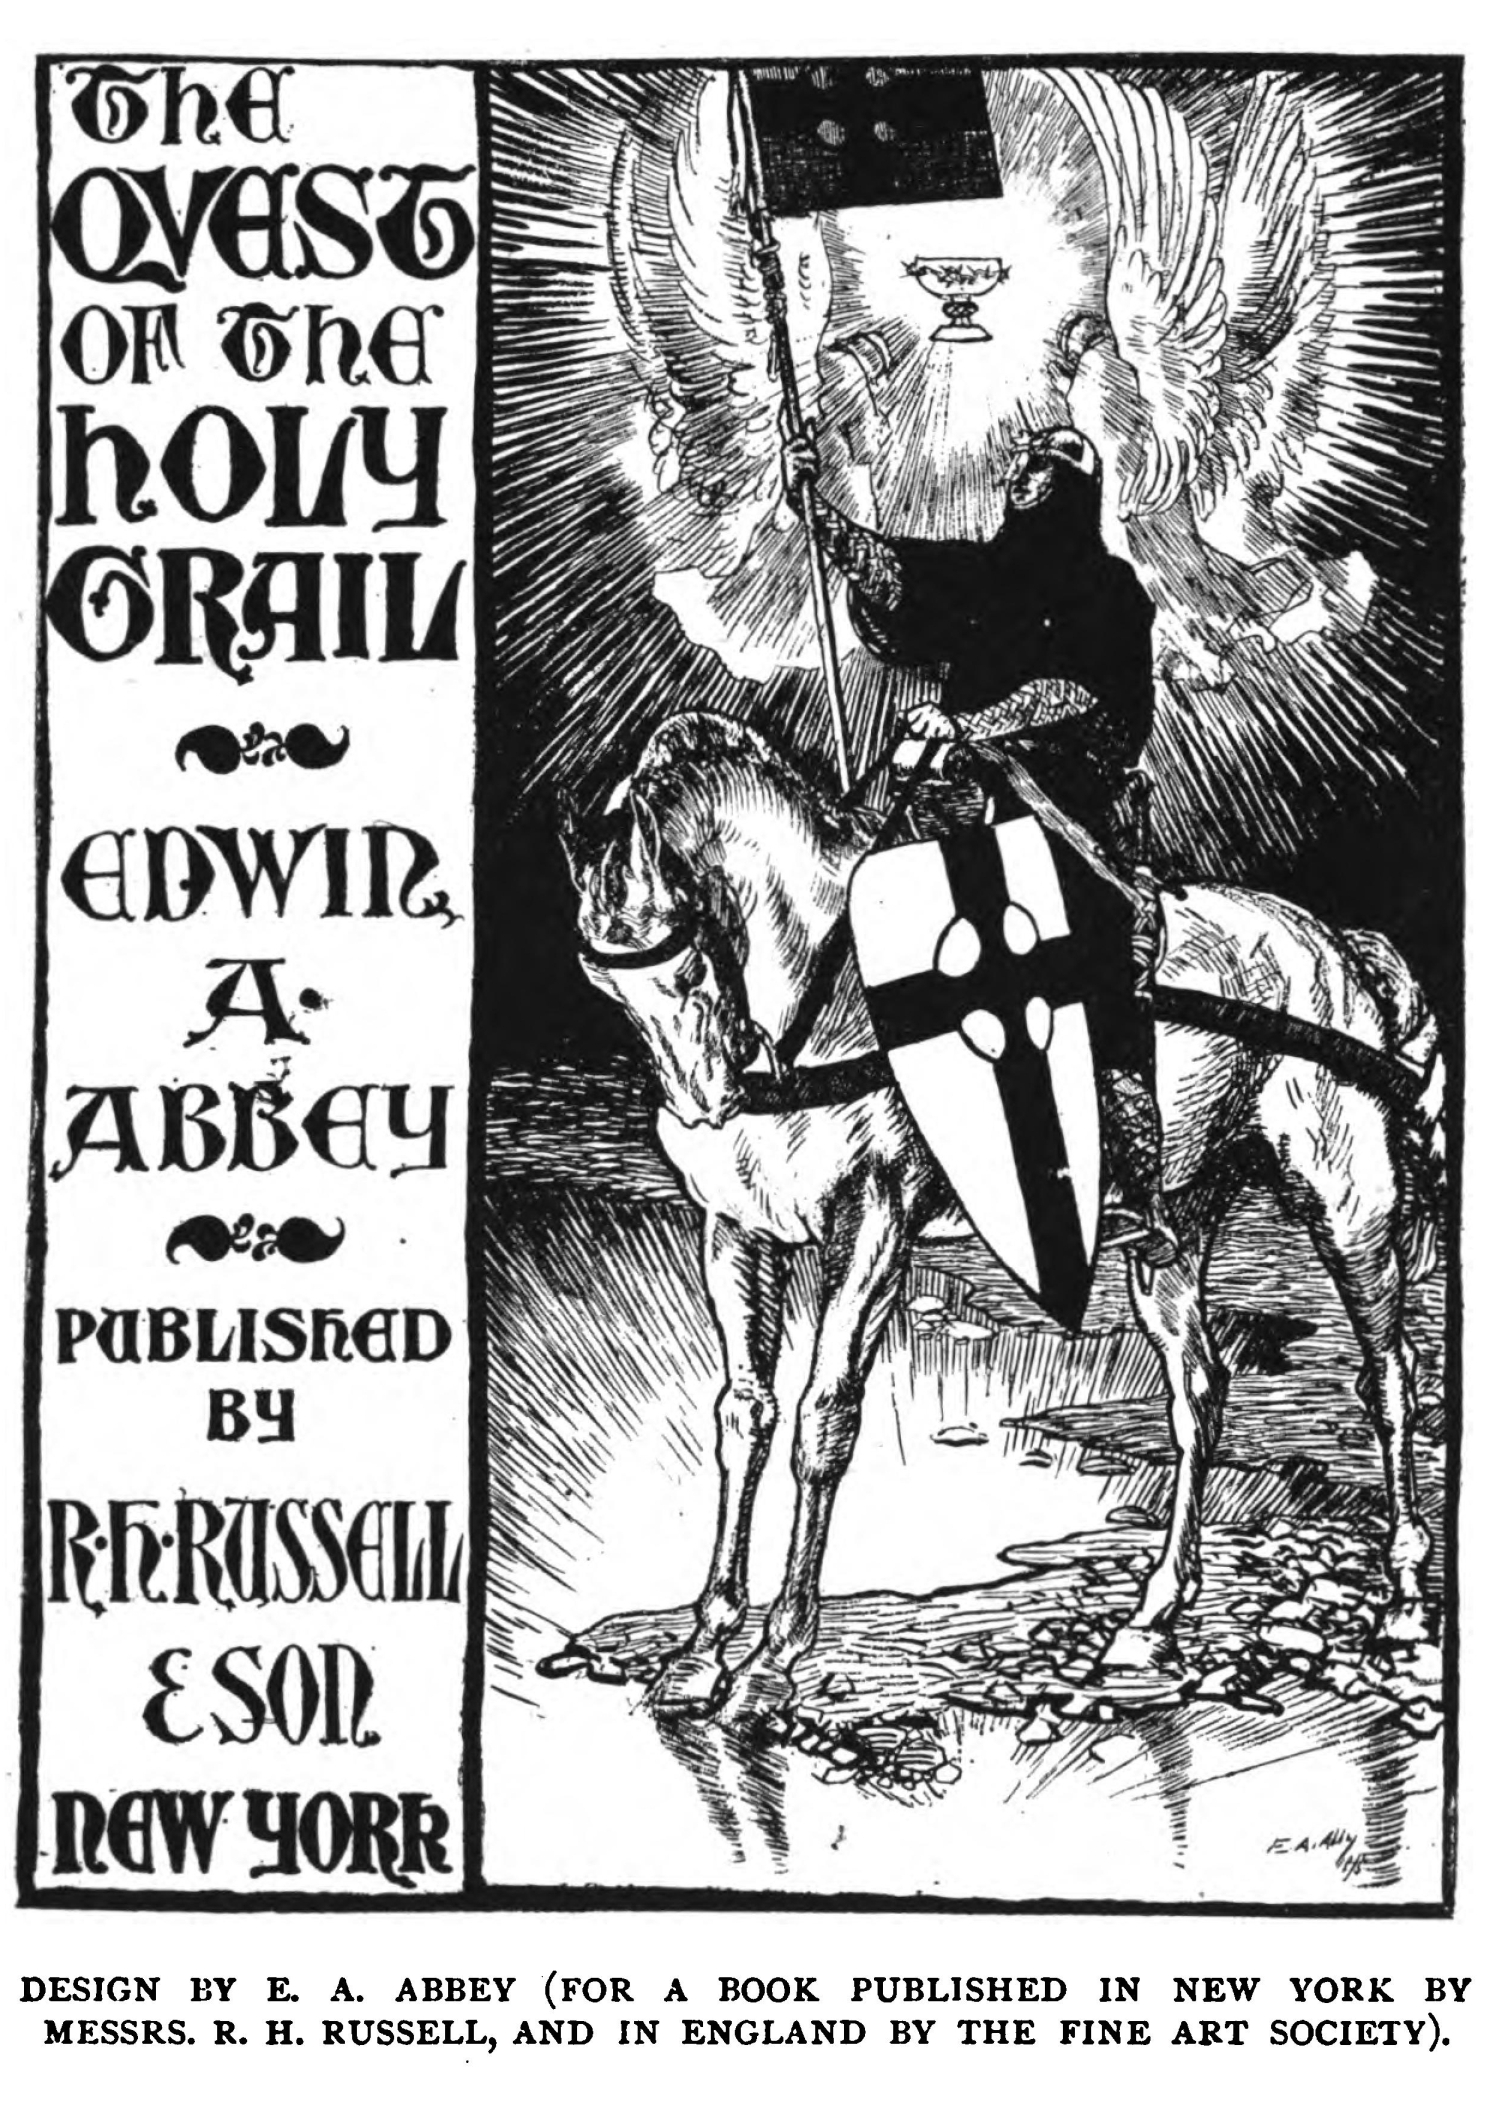 The
QVEST
OF The
hOLY
GRAIL
EDWIN
A.
ABBEY
PUBLIShED
BY
R·h·RUSSELL
& SON
NEW YORK
E. A. Abbey
DESIGN BY E. A. ABBEY (FOR A BOOK PUBLISHED IN NEW YORK BY
MESSRS. R. H. RUSSELL, AND IN ENGLAND BY THE FINE ART SOCIETY).